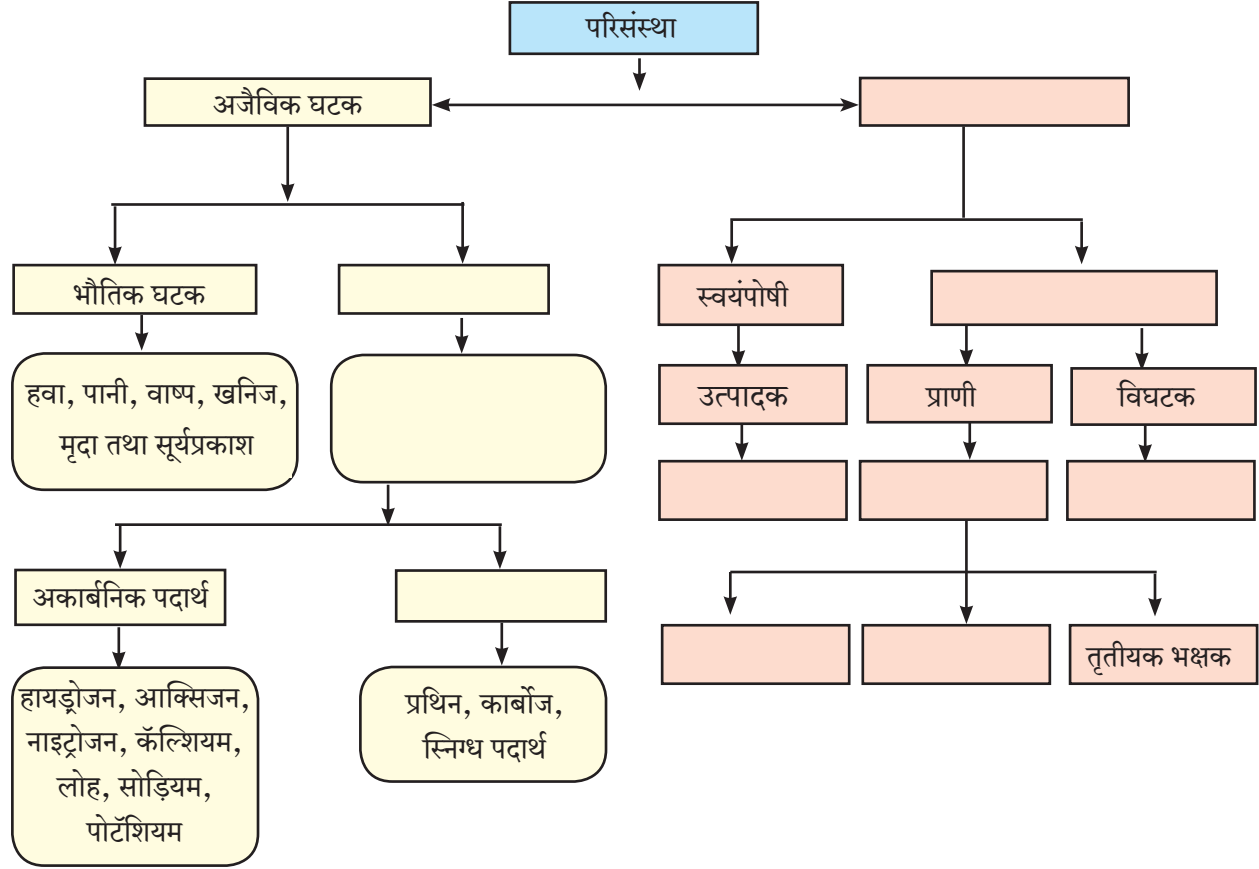 परिसंस्था
अजैविक घटक
भौतिक घटक
स्वयंपोषी
हवा, पानी, वाष्प, खनिज,
मृदा तथा सूर्यप्रकाश
उत्पादक
प्राणी
विघटक
अकार्बनिक पदार्थ
तृतीयक भक्षक
हायड्रोजन, आक्सिजन,
नाइट्रोजन, कॅल्शियम,
लोह, सोड़ियम,
पोटॅशियम
प्रथिन, कार्बोज,
स्निग्ध पदार्थ